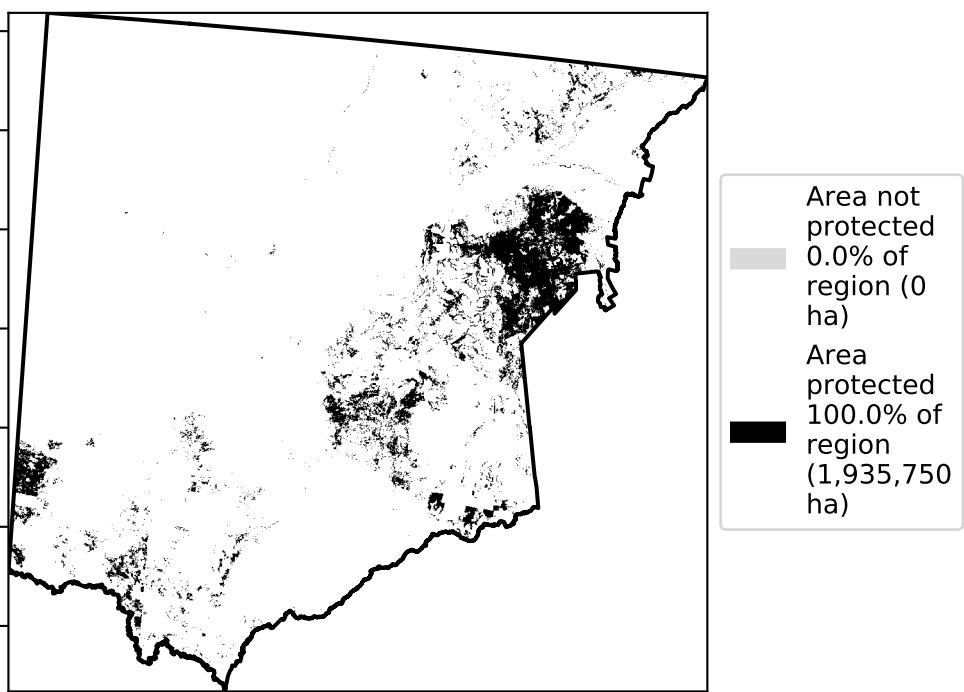 Area not
protected
0.0% of
region (0
ha)
Area
protected
100.0% of
region
(1,935,750
ha)